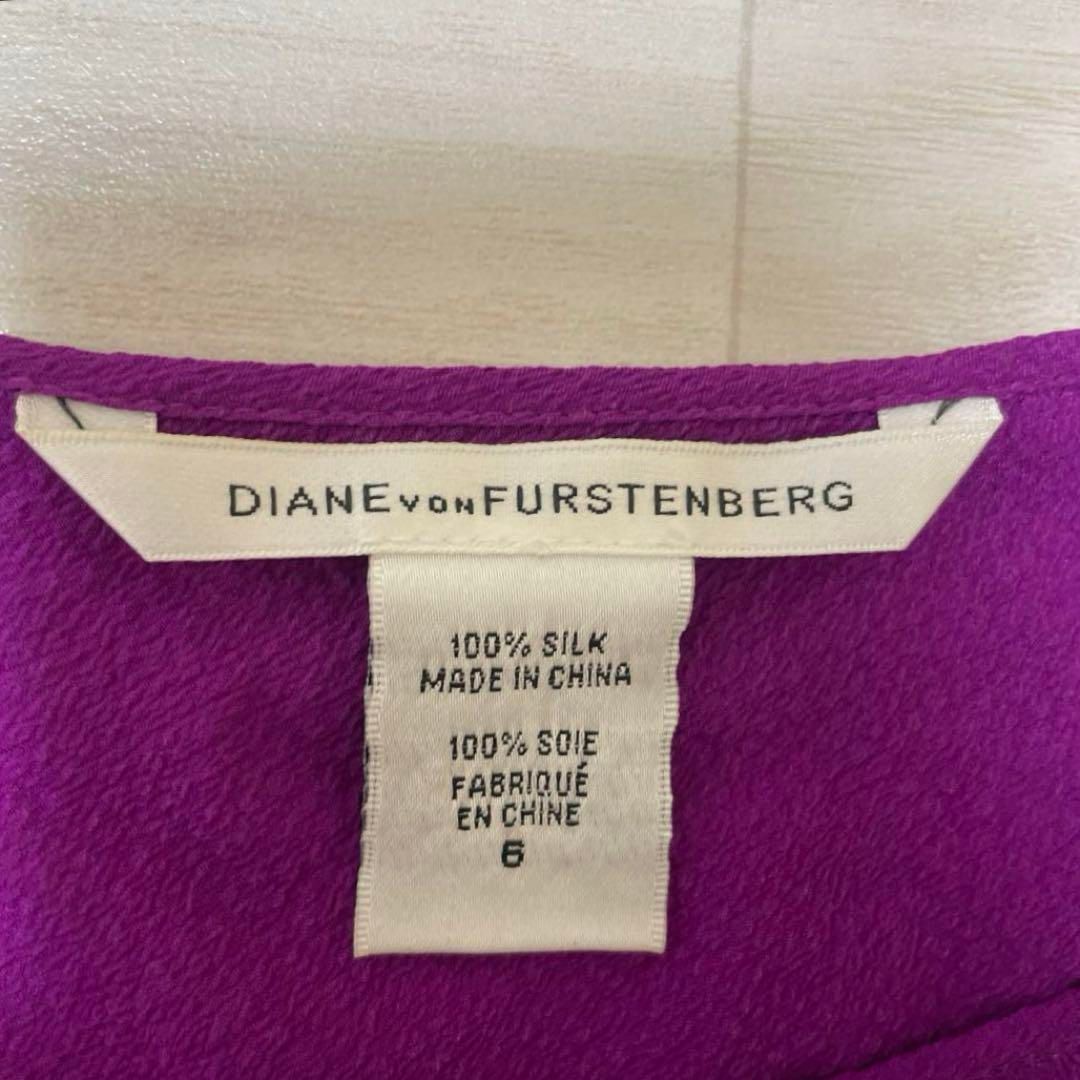 DIANE VON FURSTENBERG
100% SILK
MADE IN CHINA
100% SOIE
FABRIQUÉ
EN CHINE
6